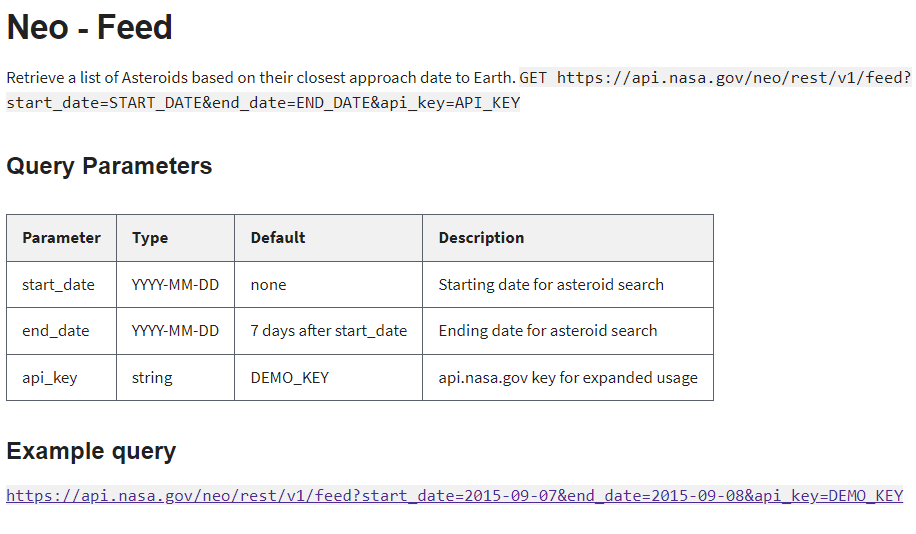 Neo - Feed
Retrieve a list of Asteroids based on their closest approach date to Earth. GET https://api.nasa.gov/neo/rest/v1/feed?
start_date=START_DATE&end_date=END_DATE&api_key=API_KEY
Query Parameters
Parameter Type Default Description
start_date YYYY-MM-DD none Starting date for asteroid search
end_date YYYY-MM-DD 7 days after start_date Ending date for asteroid search
api_key string DEMO_KEY api.nasa.gov key for expanded usage
Example query
https://api.nasa.gov/neo/rest/v1/feed?start_date=2015-09-07&end_date=2015-09-08&api_key=DEMO_KEY